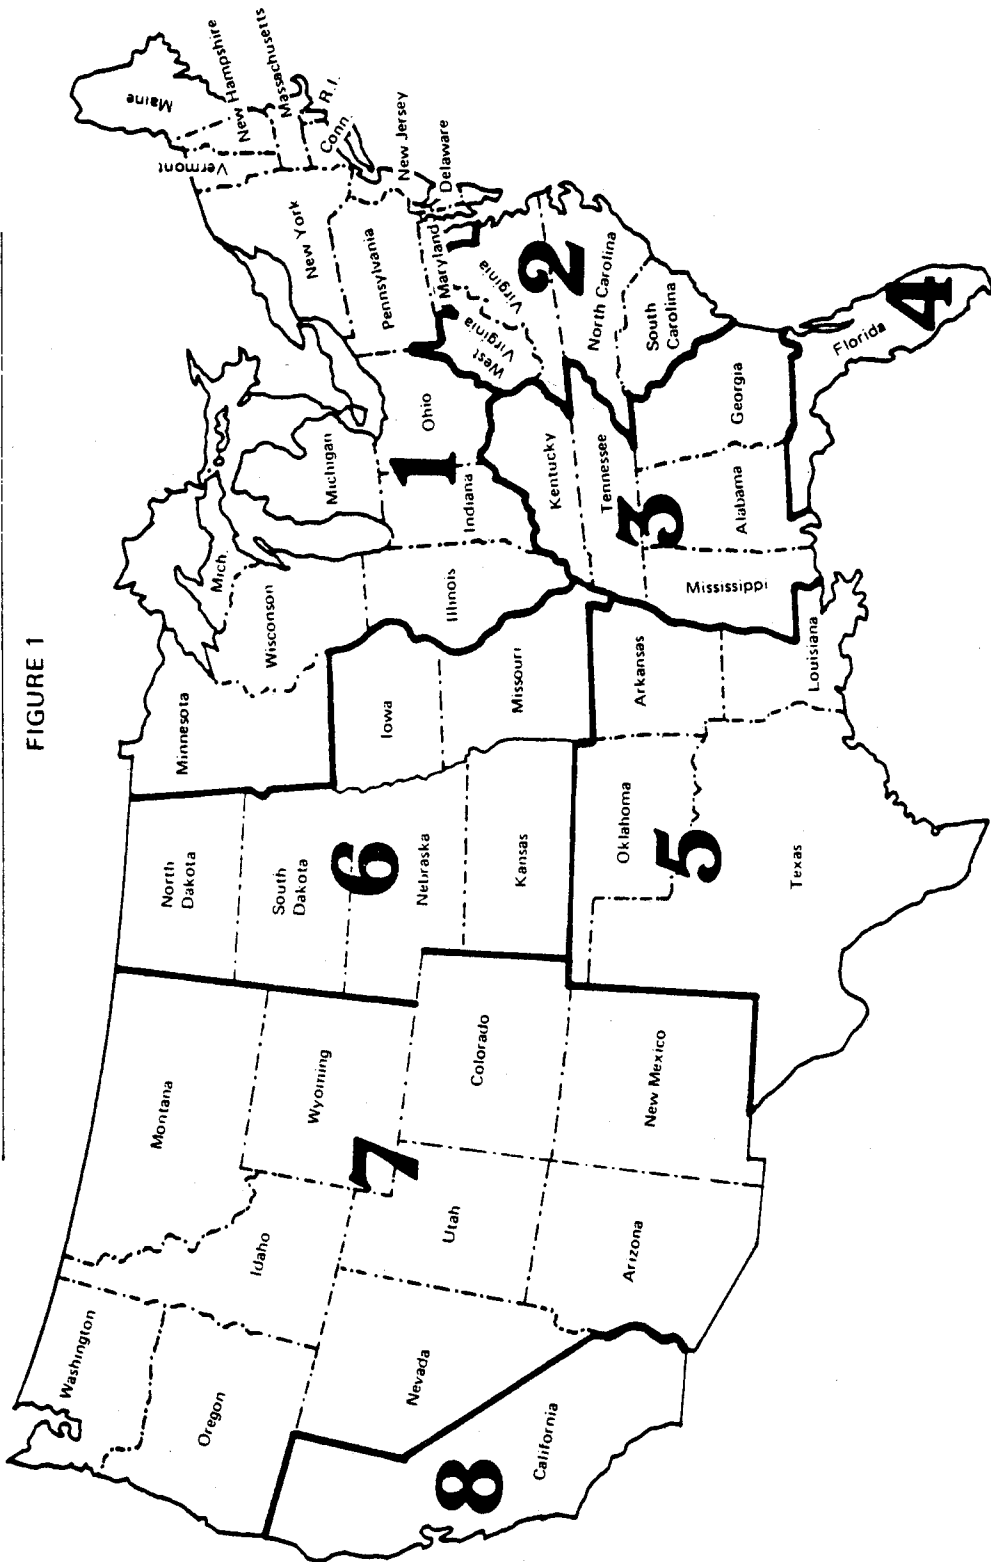 FIGURE 1
Washington
Oregon
California
8
Nevada
Idaho
Montana
Wyoming
7
Utah
Colorado
Arizona
New Mexico
North
Dakota
South
Dakota
6
Nebraska
Kansas
Iowa
Missouri
Oklahoma
5
Texas
Arkansas
Louisiana
Minnesota
Wisconson
Mich.
Michigan
Illinois
Indiana
1
Ohio
Pennsylvania
New York
Vermont
Maine
New Hampshire
Massachusetts
R.I.
Conn.
New Jersey
Delaware
Maryland
West
Virginia
Virginia
2
North Carolina
South
Carolina
Kentucky
Tennessee
3
Mississippi
Alabama
Georgia
Florida
4